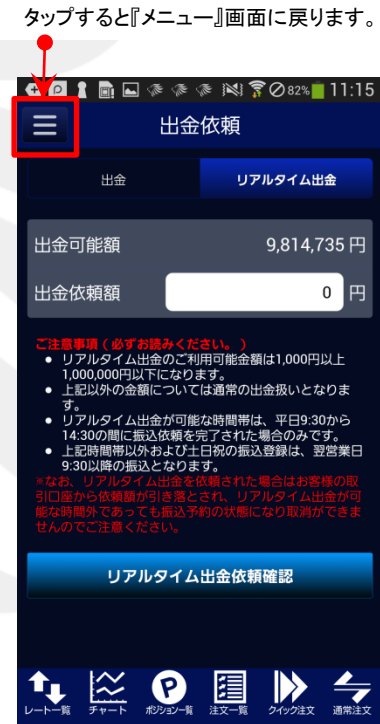 タップすると『メニュー』画面に戻ります。
82% 11:15
出金依頼
出金 リアルタイム出金
出金可能額 9,814,735 円
出金依頼額 0 円
ご注意事項（必ずお読みください。）
● リアルタイム出金のご利用可能金額は1,000円以上
1,000,000円以下になります。
● 上記以外の金額については通常の出金扱いとなりま
す。
● リアルタイム出金が可能な時間帯は、平日9:30から
14:30の間に振込依頼を完了された場合のみです。
● 上記時間帯以外および土日祝の振込登録は、翌営業日
9:30以降の振込となります。
※なお、リアルタイム出金を依頼された場合はお客様の取
引口座から依頼額が引き落とされ、リアルタイム出金が可
能な時間外であっても振込予約の状態になり取消ができま
せんのでご注意ください。
リアルタイム出金依頼確認
P
レート一覧 チャート ポジション一覧 注文一覧 クイック注文 通常注文